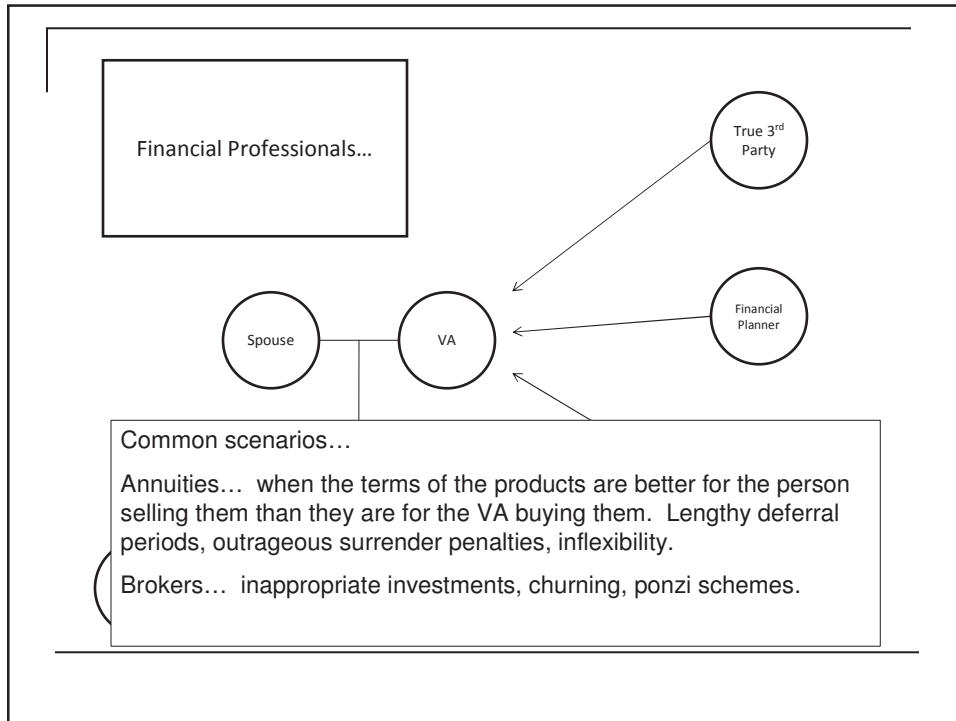 Financial Professionals…
True 3rd
Party
Financial
Planner
Spouse
VA
Common scenarios…
Annuities… when the terms of the products are better for the person
selling them than they are for the VA buying them. Lengthy deferral
periods, outrageous surrender penalties, inflexibility.
Brokers… inappropriate investments, churning, ponzi schemes.